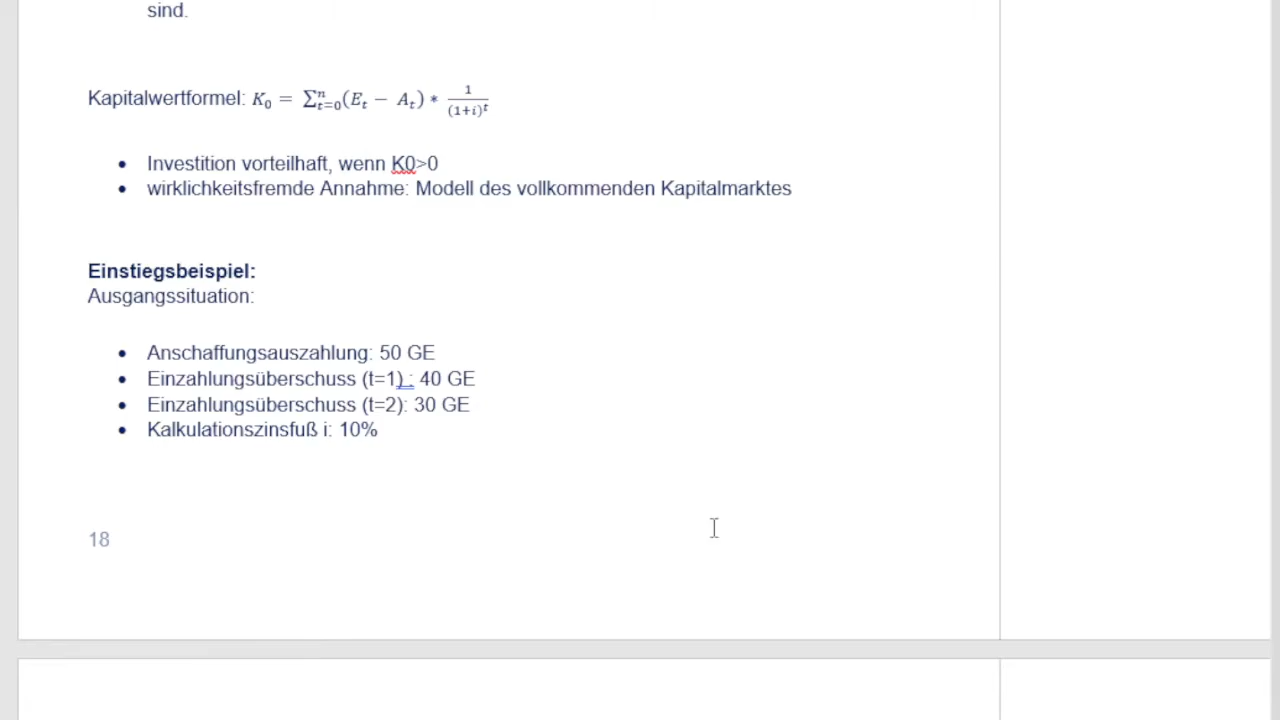 sind.
Kapitalwertformel: K₀ = ∑ⁿₜ₌₀(Eₜ − Aₜ) * 1/(1+i)ᵗ
• Investition vorteilhaft, wenn K0>0
• wirklichkeitsfremde Annahme: Modell des vollkommenden Kapitalmarktes
Einstiegsbeispiel:
Ausgangssituation:
• Anschaffungsauszahlung: 50 GE
• Einzahlungsüberschuss (t=1) : 40 GE
• Einzahlungsüberschuss (t=2): 30 GE
• Kalkulationszinsfuß i: 10%
18